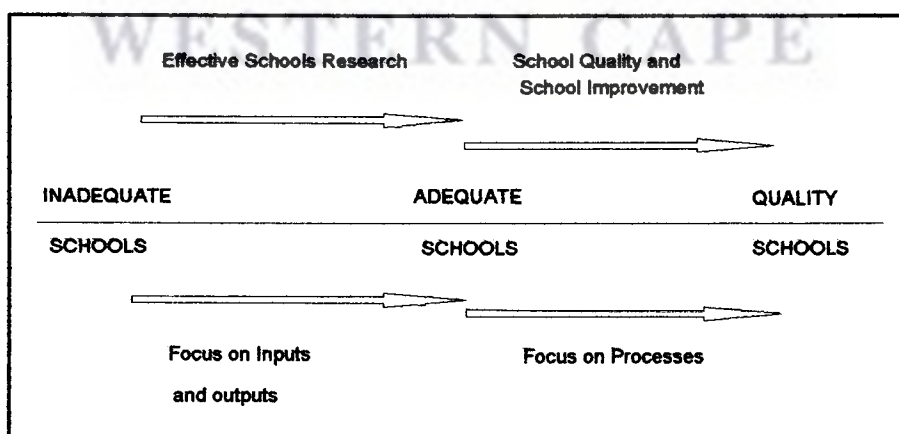 WESTERN CAPE
Effective Schools Research
School Quality and
School Improvement
INADEQUATE
ADEQUATE
QUALITY
SCHOOLS
SCHOOLS
SCHOOLS
Focus on Inputs
and outputs
Focus on Processes